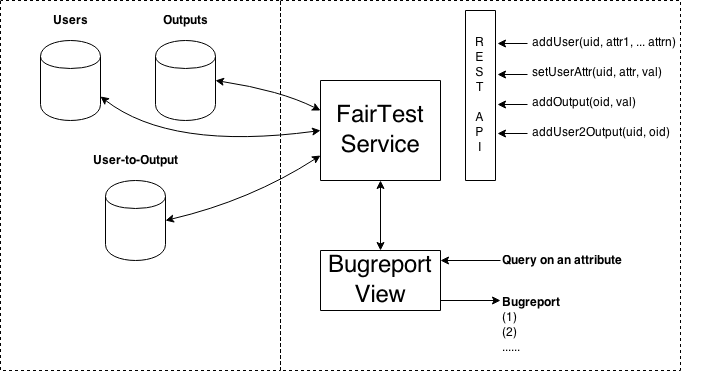 Users
Outputs
User-to-Output
FairTest
Service
R
E
S
T
A
P
I
addUser(uid, attr1, ... attrn)
setUserAttr(uid, attr, val)
addOutput(oid, val)
addUser2Output(uid, oid)
Bugreport
View
Query on an attribute
Bugreport
(1)
(2)
......